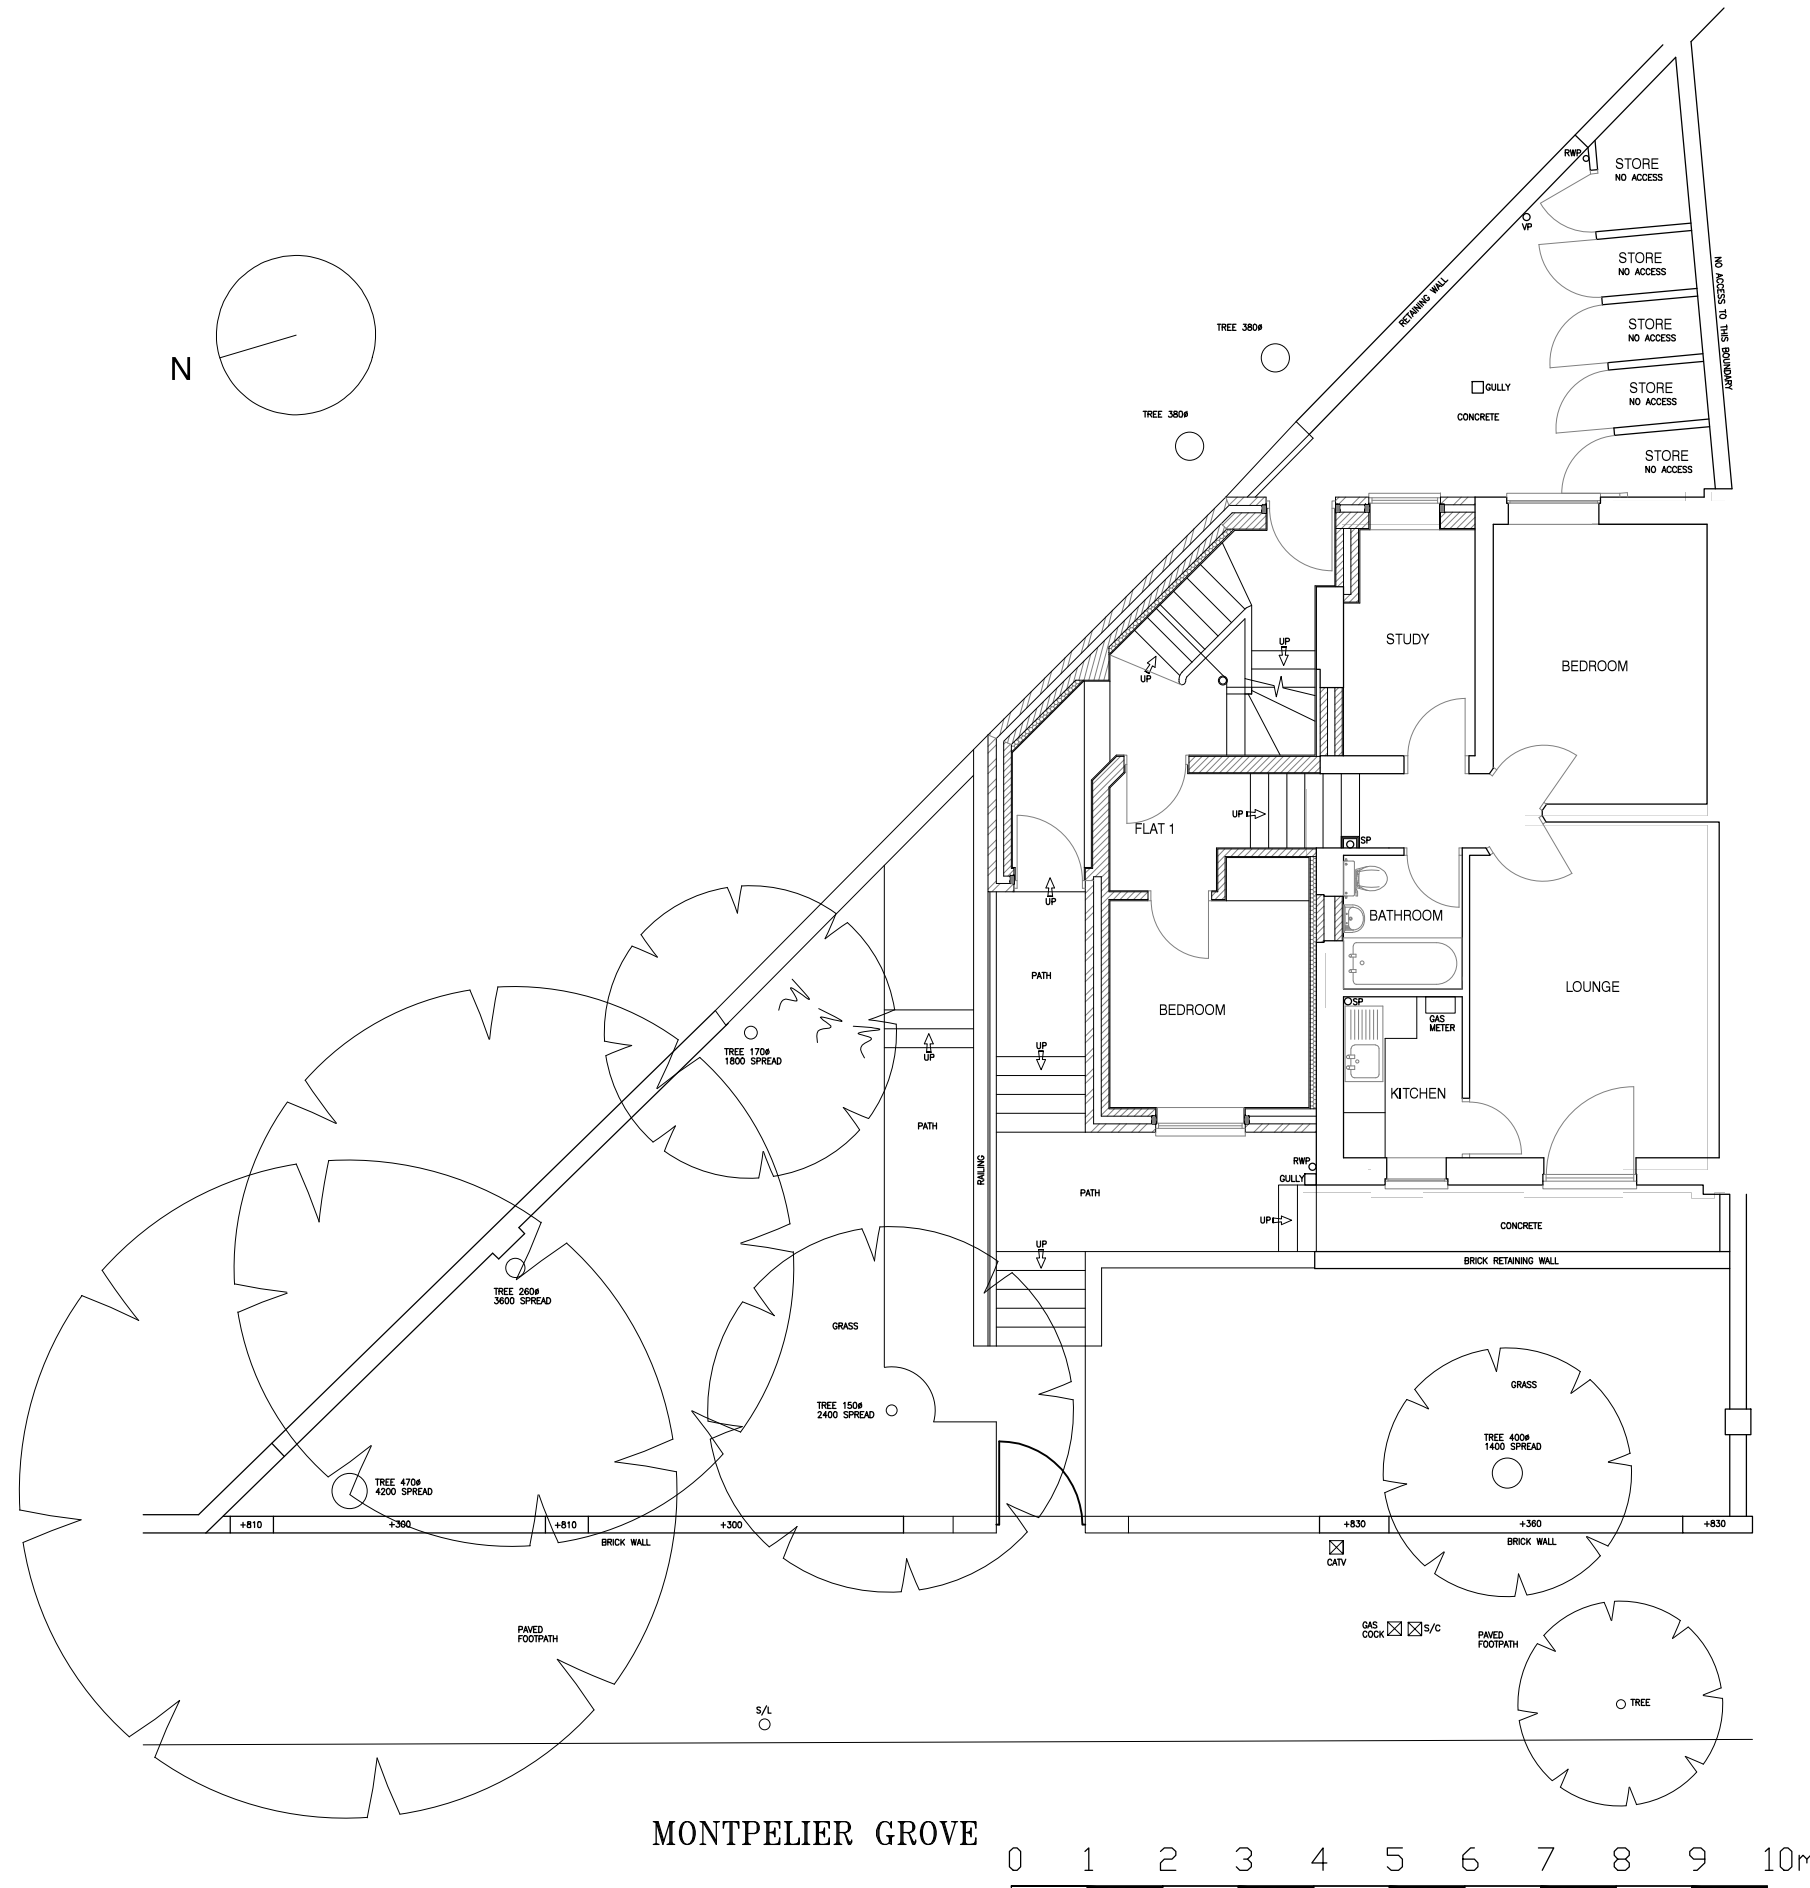 RWP
STORE
NO ACCESS
VP
STORE
NO ACCESS
NO ACCESS TO THIS BOUNDARY
RETAINING WALL
STORE
NO ACCESS
TREE 380ø
N
GULLY
STORE
NO ACCESS
TREE 380ø
CONCRETE
STORE
NO ACCESS
UP
STUDY
BEDROOM
UP
UP
FLAT 1
SP
UP
BATHROOM
PATH
LOUNGE
BEDROOM
SP
GAS
METER
TREE 170ø
1800 SPREAD
UP
UP
KITCHEN
PATH
RAILING
RWP
GULLY
PATH
UP
CONCRETE
UP
BRICK RETAINING WALL
TREE 260ø
3600 SPREAD
GRASS
GRASS
TREE 150ø
2400 SPREAD
TREE 400ø
1400 SPREAD
TREE 470ø
4200 SPREAD
+810
+300
+810
+300
+830
+360
+830
BRICK WALL
BRICK WALL
CATV
PAVED
FOOTPATH
GAS
COCK
S/C
PAVED
FOOTPATH
S/L
TREE
MONTPELIER GROVE
0 1 2 3 4 5 6 7 8 9 10m